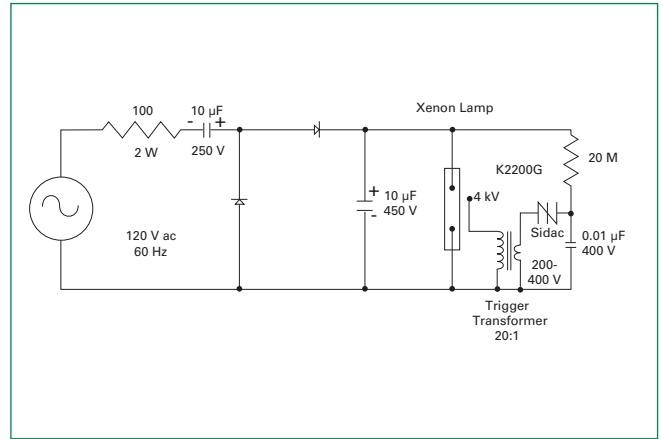 100
2 W
- 10 µF +
250 V
120 V ac
60 Hz
+
10 µF
450 V
-
Xenon Lamp
4 kV
K2200G
Sidac
20 M
0.01 µF
400 V
200-
400 V
Trigger
Transformer
20:1